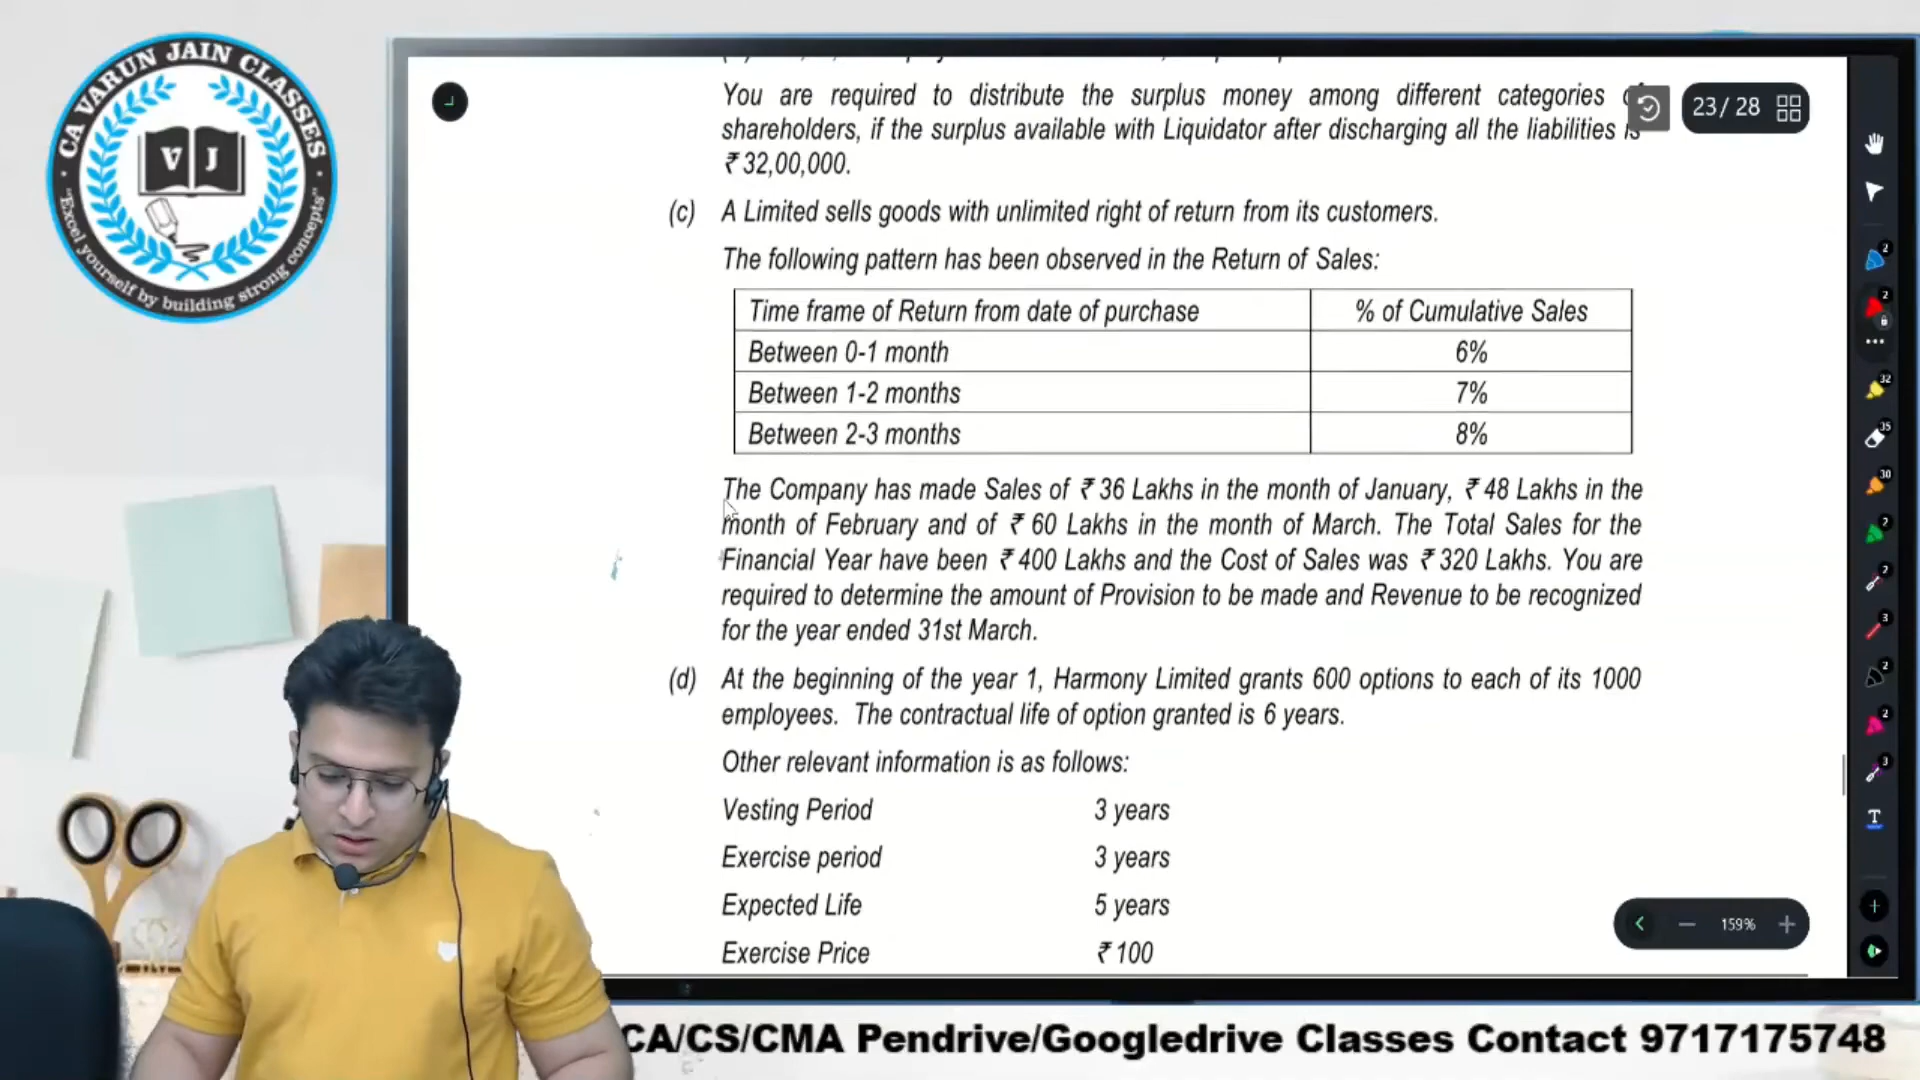 CA VARUN JAIN CLASSES
V J
"Excel yourself by building strong concepts"
You are required to distribute the surplus money among different categories
shareholders, if the surplus available with Liquidator after discharging all the liabilities is
₹ 32,00,000.
23/ 28
(c) A Limited sells goods with unlimited right of return from its customers.
The following pattern has been observed in the Return of Sales:
Time frame of Return from date of purchase % of Cumulative Sales
Between 0-1 month 6%
Between 1-2 months 7%
Between 2-3 months 8%
The Company has made Sales of ₹ 36 Lakhs in the month of January, ₹ 48 Lakhs in the
month of February and of ₹ 60 Lakhs in the month of March. The Total Sales for the
Financial Year have been ₹ 400 Lakhs and the Cost of Sales was ₹ 320 Lakhs. You are
required to determine the amount of Provision to be made and Revenue to be recognized
for the year ended 31st March.
(d) At the beginning of the year 1, Harmony Limited grants 600 options to each of its 1000
employees. The contractual life of option granted is 6 years.
Other relevant information is as follows:
Vesting Period 3 years
Exercise period 3 years
Expected Life 5 years
Exercise Price ₹ 100
2
2
32
35
30
2
2
3
2
2
3
T
159%
CA/CS/CMA Pendrive/Googledrive Classes Contact 9717175748